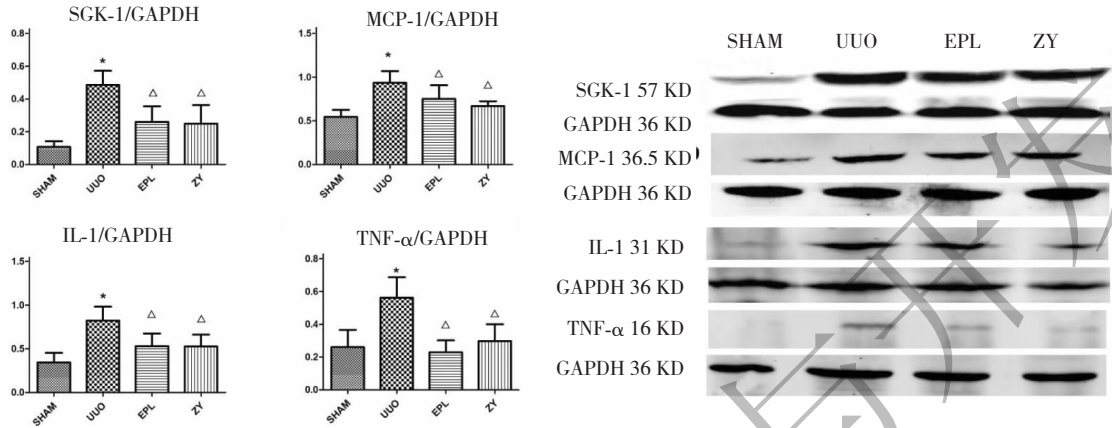 SGK-1/GAPDH
0.8
0.6
0.4
0.2
0.0
*
△
△
SHAM
UUO
EPL
ZY
MCP-1/GAPDH
1.5
1.0
0.5
0.0
*
△
△
SHAM
UUO
EPL
ZY
IL-1/GAPDH
1.5
1.0
0.5
0.0
*
△
△
SHAM
UUO
EPL
ZY
TNF-α/GAPDH
0.8
0.6
0.4
0.2
0.0
*
△
△
SHAM
UUO
EPL
ZY
SHAM UUO EPL ZY
SGK-1 57 KD
GAPDH 36 KD
MCP-1 36.5 KD
GAPDH 36 KD
IL-1 31 KD
GAPDH 36 KD
TNF-α 16 KD
GAPDH 36 KD